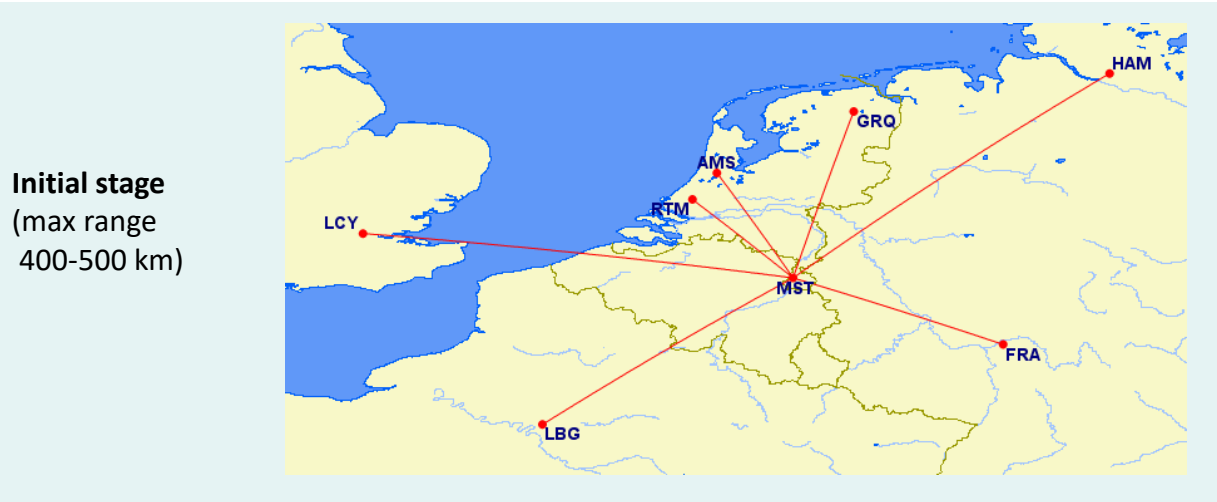 Initial stage
(max range
400-500 km)
HAM
GRQ
AMS
RTM
LCY
MST
FRA
LBG